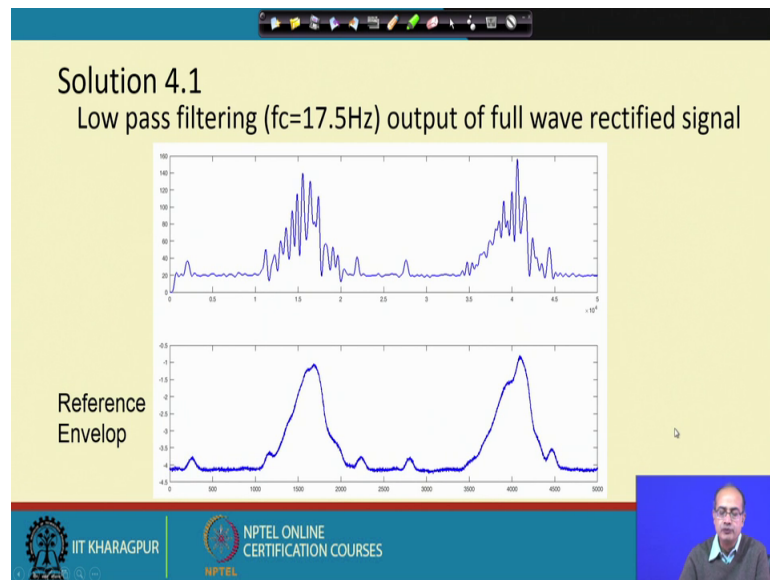 Solution 4.1
Low pass filtering (fc=17.5Hz) output of full wave rectified signal
160
140
120
100
80
60
40
20
0
0 0.5 1 1.5 2 2.5 3 3.5 4 4.5 5
×10⁴
Reference
Envelop
-0.5
-1
-1.5
-2
-2.5
-3
-3.5
-4
-4.5
0 500 1000 1500 2000 2500 3000 3500 4000 4500 5000
IIT KHARAGPUR
NPTEL
NPTEL ONLINE
CERTIFICATION COURSES